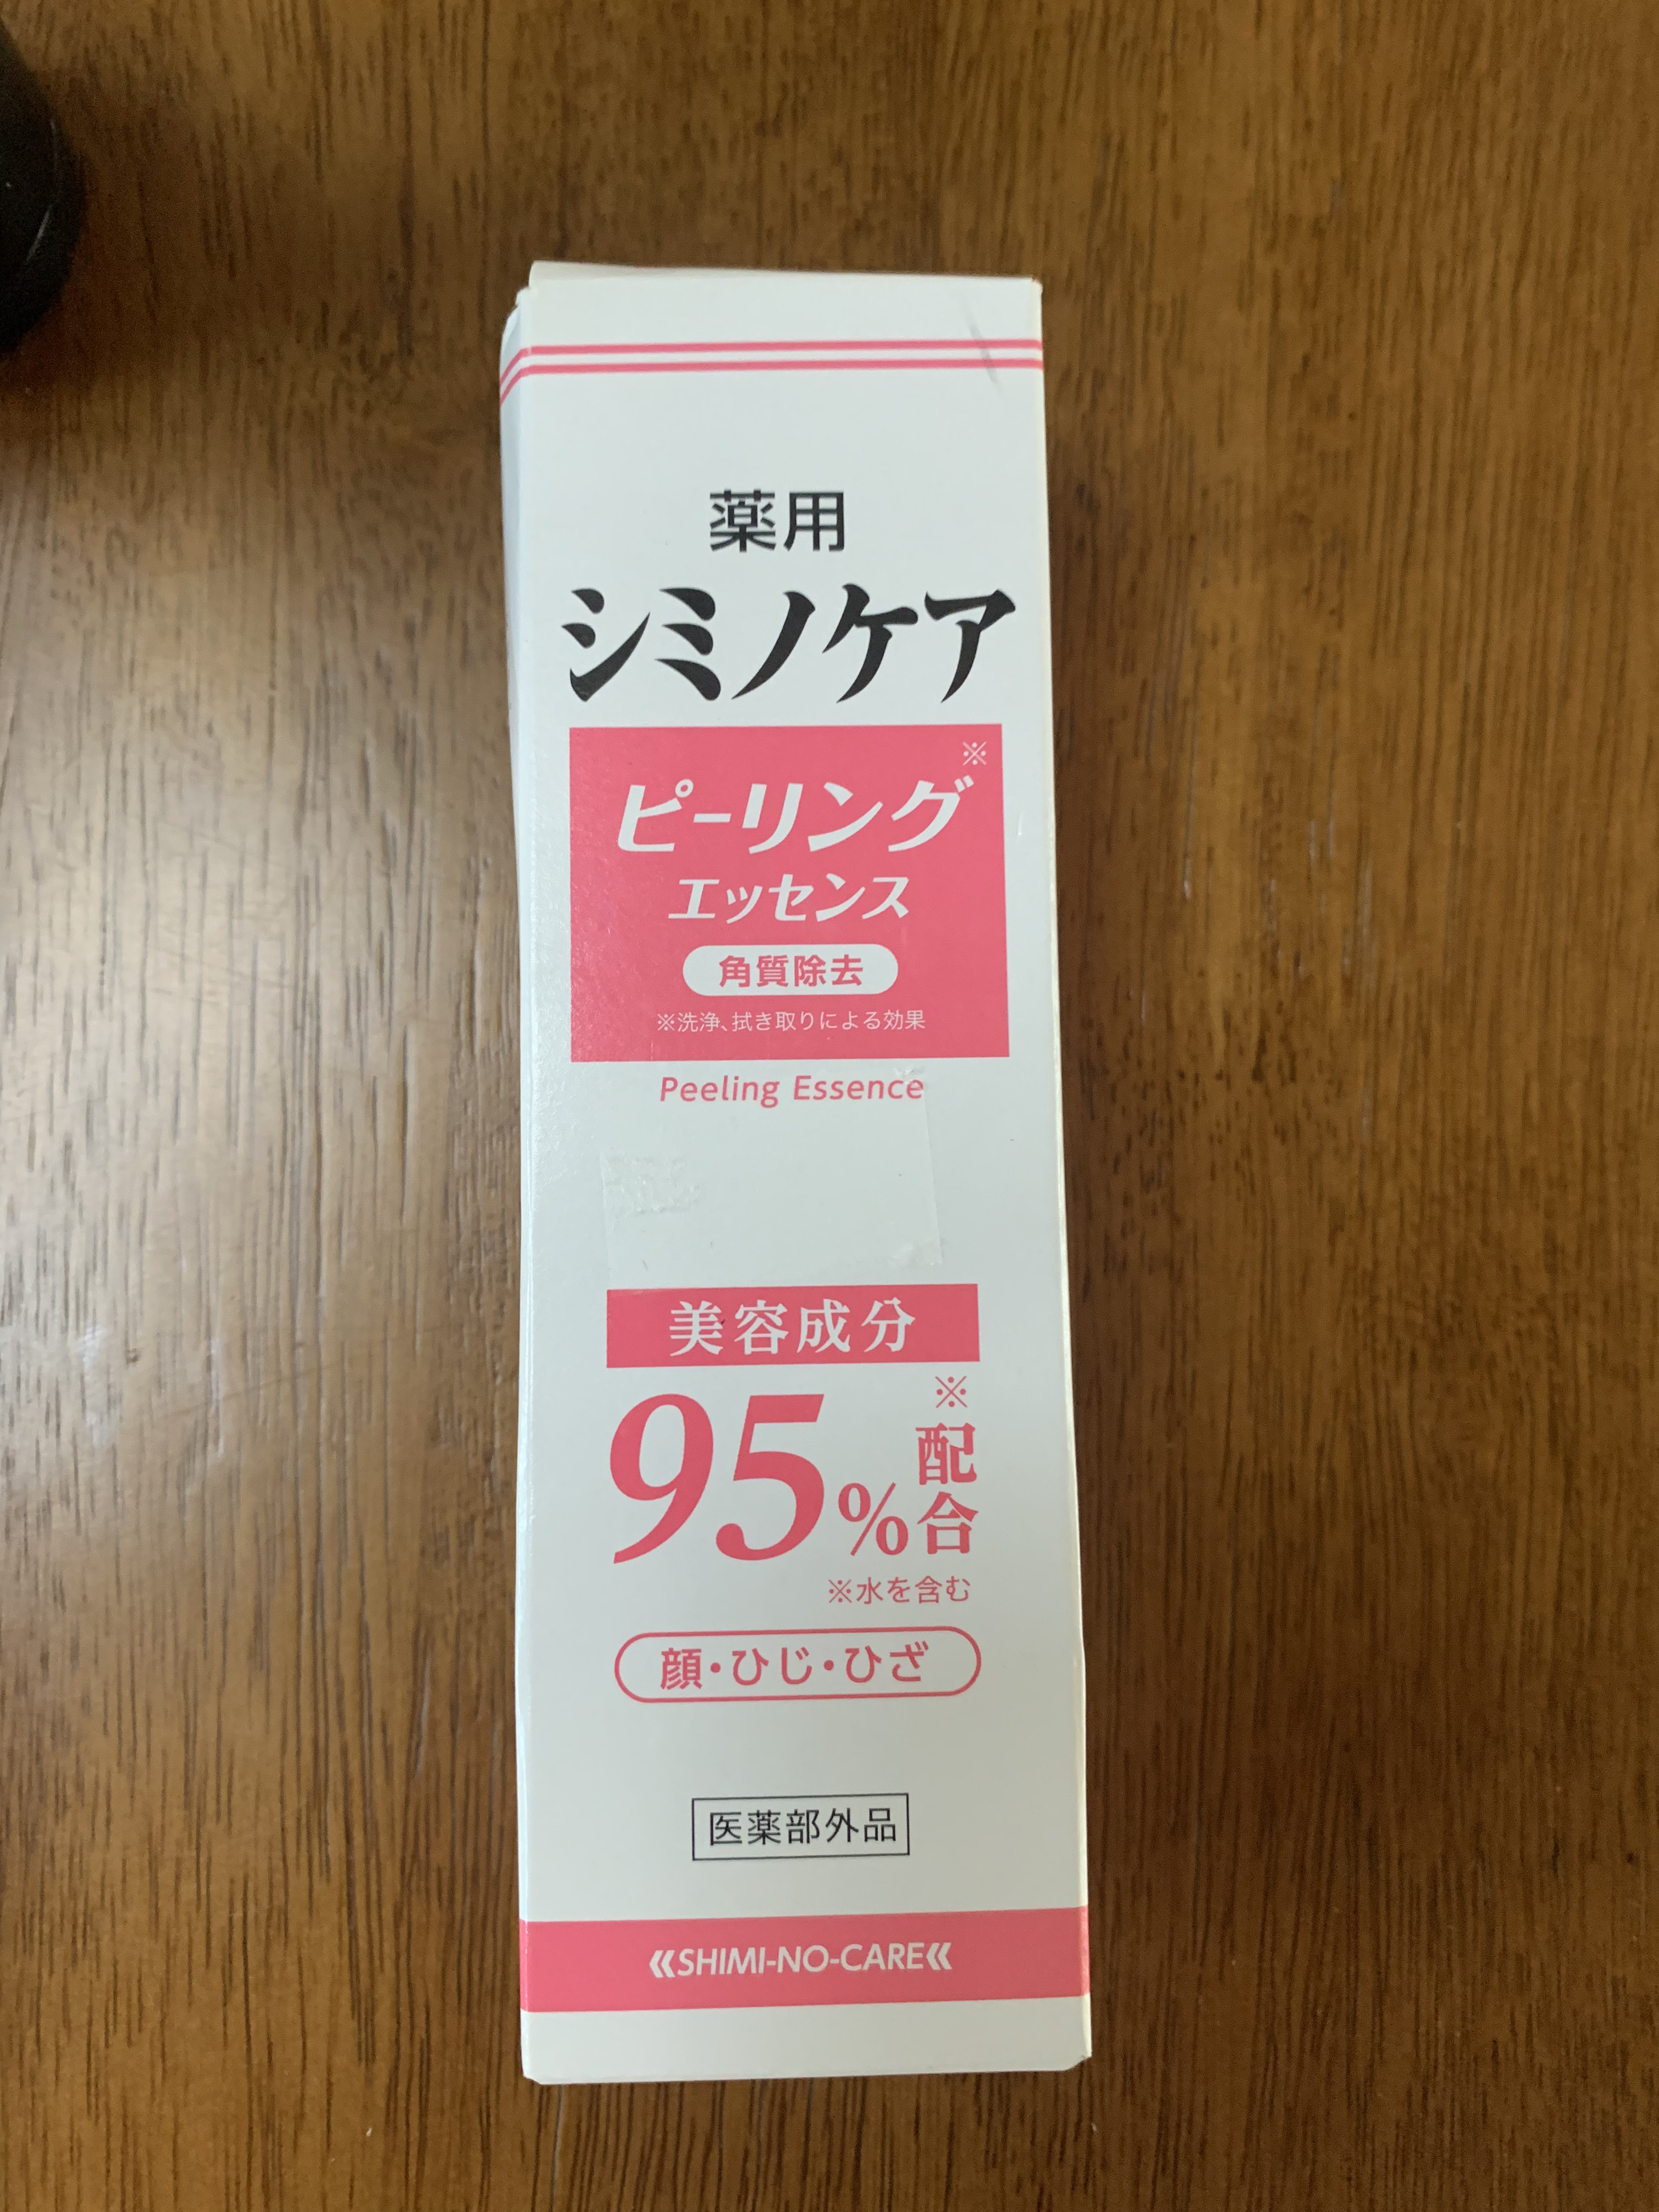 薬用
シミノケア
ピーリング※
エッセンス
角質除去
※洗浄、拭き取りによる効果
Peeling Essence
美容成分
95%配合※
※水を含む
顔・ひじ・ひざ
医薬部外品
《SHIMI-NO-CARE《